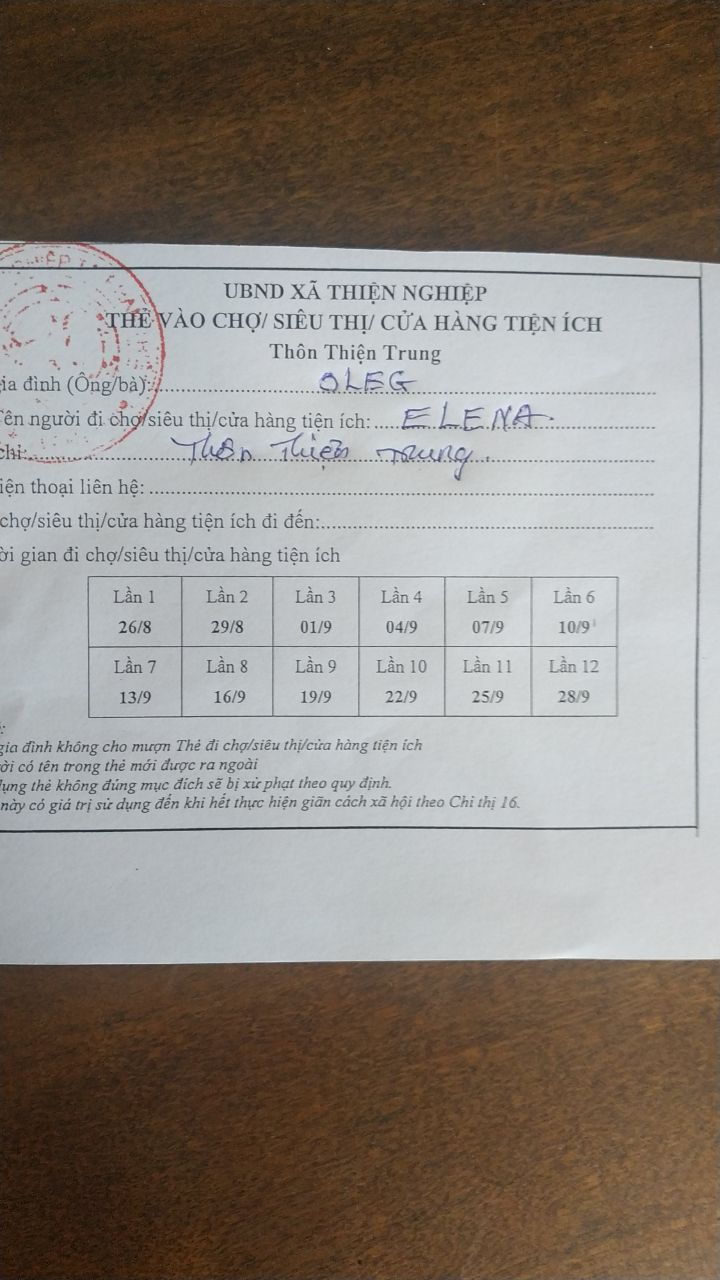 UBND XÃ THIỆN NGHIỆP
THẺ VÀO CHỢ/ SIÊU THỊ/ CỬA HÀNG TIỆN ÍCH
Thôn Thiện Trung
gia đình (Ông/bà): OLEG
Tên người đi chợ/siêu thị/cửa hàng tiện ích: ELENA
chỉ: Thôn Thiện Trung
điện thoại liên hệ:
chợ/siêu thị/cửa hàng tiện ích đi đến:
ời gian đi chợ/siêu thị/cửa hàng tiện ích
Lần 1 Lần 2 Lần 3 Lần 4 Lần 5 Lần 6
26/8 29/8 01/9 04/9 07/9 10/9
Lần 7 Lần 8 Lần 9 Lần 10 Lần 11 Lần 12
13/9 16/9 19/9 22/9 25/9 28/9
gia đình không cho mượn Thẻ đi chợ/siêu thị/cửa hàng tiện ích
ời có tên trong thẻ mới được ra ngoài
dụng thẻ không đúng mục đích sẽ bị xử phạt theo quy định.
này có giá trị sử dụng đến khi hết thực hiện giãn cách xã hội theo Chỉ thị 16.